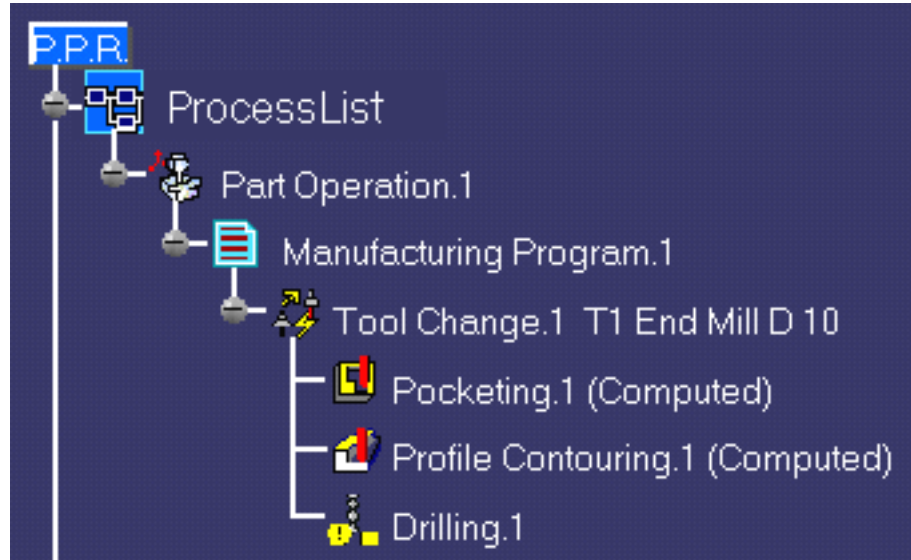 P.P.R.
ProcessList
Part Operation.1
Manufacturing Program.1
Tool Change.1 T1 End Mill D 10
Pocketing.1 (Computed)
Profile Contouring.1 (Computed)
Drilling.1